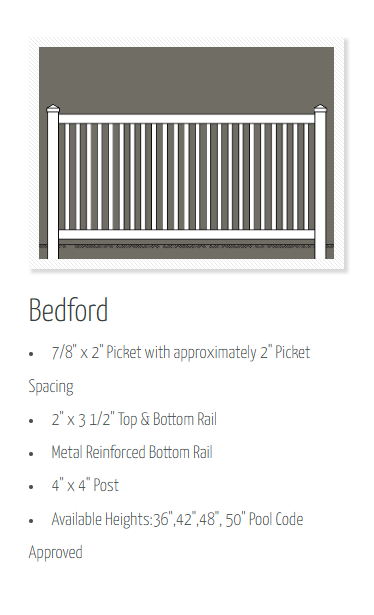 Bedford
• 7/8" x 2" Picket with approximately 2" Picket
Spacing
• 2" x 3 1/2" Top & Bottom Rail
• Metal Reinforced Bottom Rail
• 4" x 4" Post
• Available Heights:36",42",48", 50" Pool Code
Approved